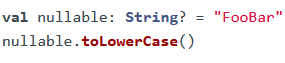 val nullable: String? = "FooBar"
nullable.toLowerCase()